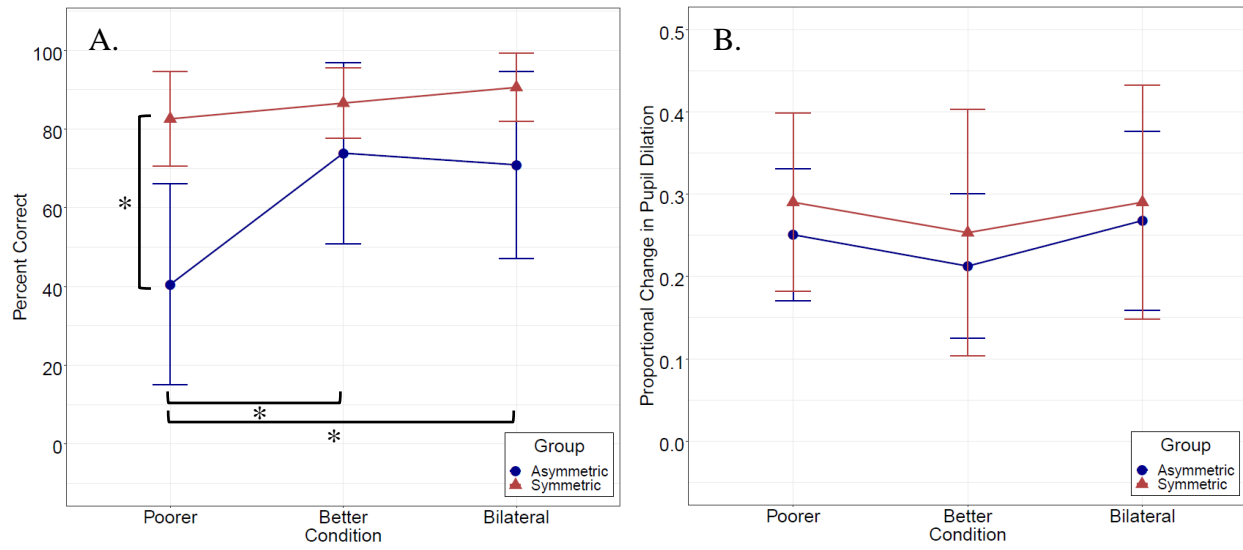 A.
Percent Correct
100
80
60
40
20
0
*
*
*
Group
Asymmetric
Symmetric
Poorer Better Bilateral
Condition
B.
Proportional Change in Pupil Dilation
0.5
0.4
0.3
0.2
0.1
0.0
Group
Asymmetric
Symmetric
Poorer Better Bilateral
Condition